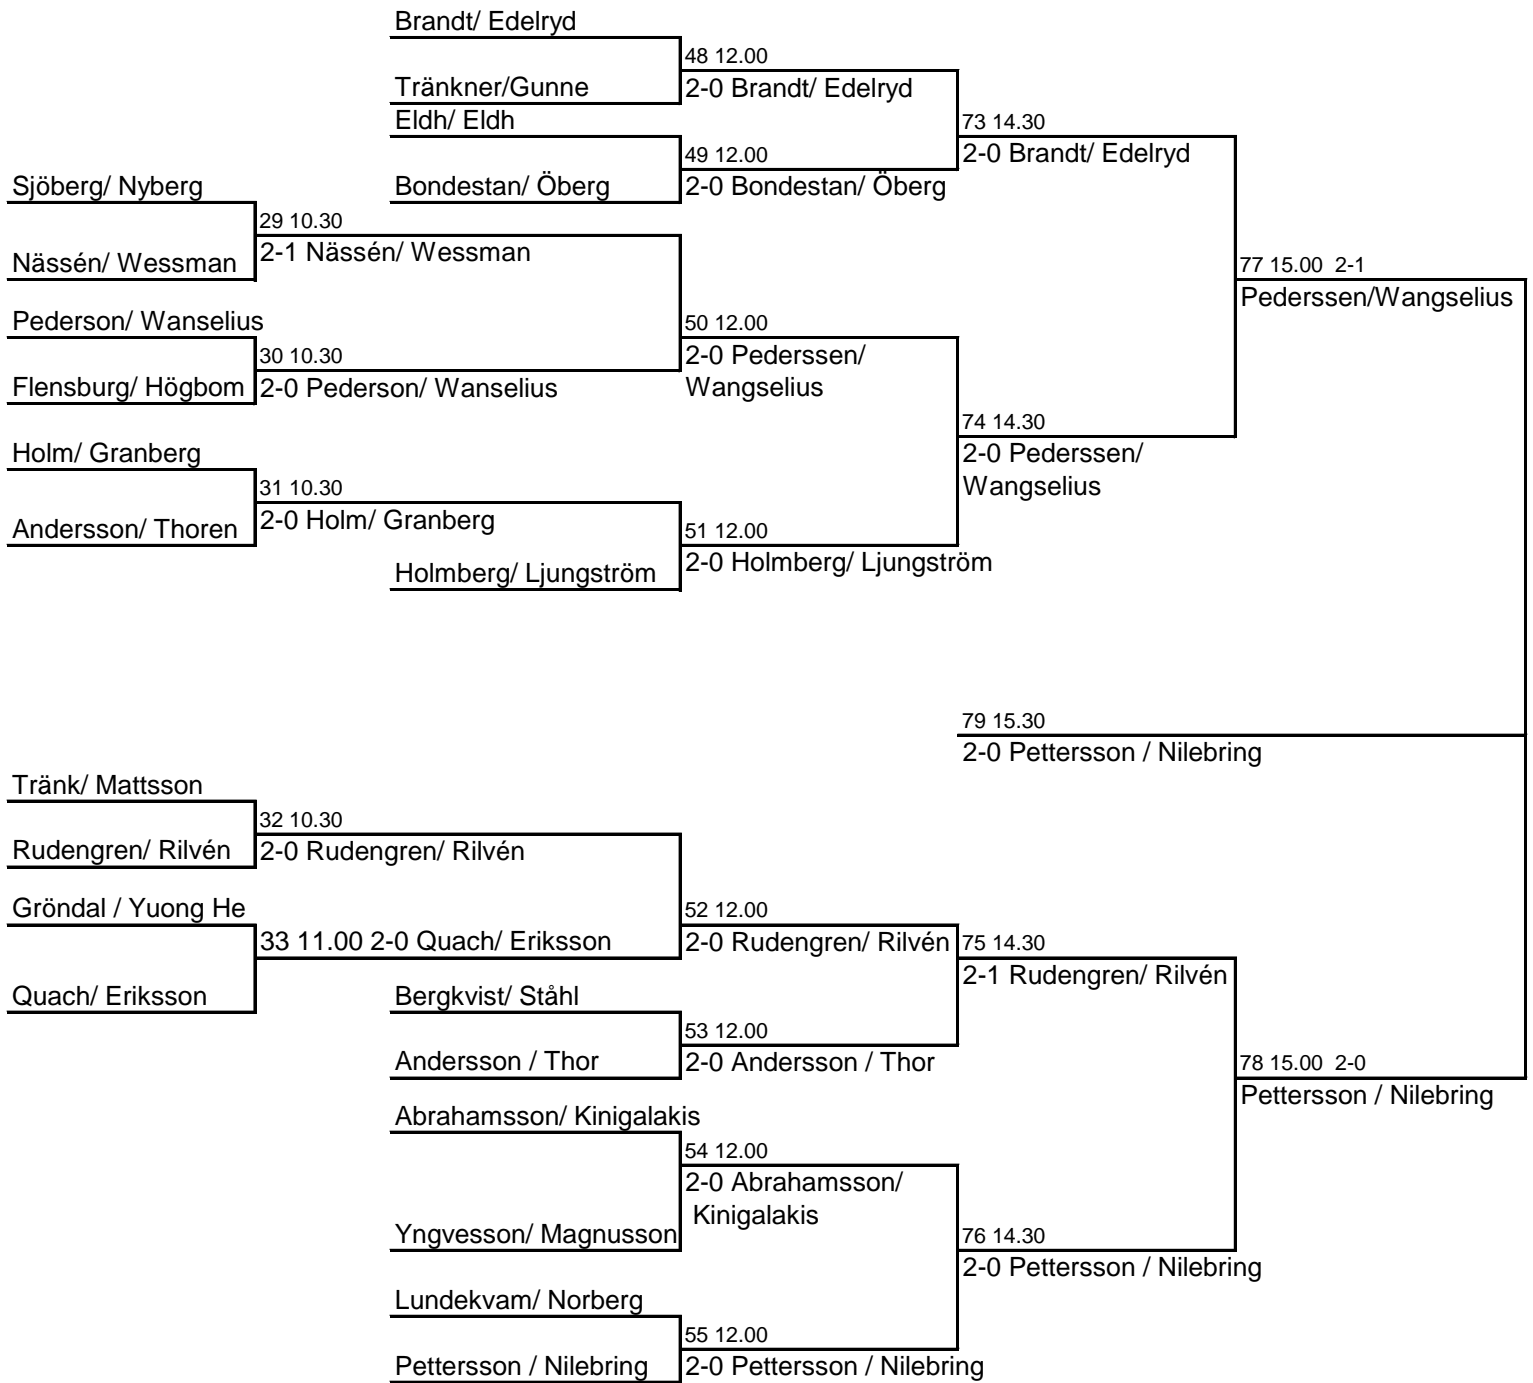 Brandt/ Edelryd
48 12.00
Tränkner/Gunne
2-0 Brandt/ Edelryd
Eldh/ Eldh
73 14.30
49 12.00
2-0 Brandt/ Edelryd
Sjöberg/ Nyberg
Bondestan/ Öberg
2-0 Bondestan/ Öberg
29 10.30
Nässén/ Wessman
2-1 Nässén/ Wessman
77 15.00 2-1
Pederssen/Wangselius
Pederson/ Wanselius
50 12.00
30 10.30
2-0 Pederssen/
Wangselius
Flensburg/ Högbom
2-0 Pederson/ Wanselius
74 14.30
Holm/ Granberg
2-0 Pederssen/
Wangselius
31 10.30
Andersson/ Thoren
2-0 Holm/ Granberg
51 12.00
Holmberg/ Ljungström
2-0 Holmberg/ Ljungström
79 15.30
2-0 Pettersson / Nilebring
Tränk/ Mattsson
32 10.30
Rudengren/ Rilvén
2-0 Rudengren/ Rilvén
Gröndal / Yuong He
52 12.00
33 11.00 2-0 Quach/ Eriksson
2-0 Rudengren/ Rilvén
75 14.30
2-1 Rudengren/ Rilvén
Quach/ Eriksson
Bergkvist/ Ståhl
53 12.00
Andersson / Thor
2-0 Andersson / Thor
78 15.00 2-0
Pettersson / Nilebring
Abrahamsson/ Kinigalakis
54 12.00
2-0 Abrahamsson/
Kinigalakis
Yngvesson/ Magnusson
76 14.30
2-0 Pettersson / Nilebring
Lundekvam/ Norberg
55 12.00
Pettersson / Nilebring
2-0 Pettersson / Nilebring